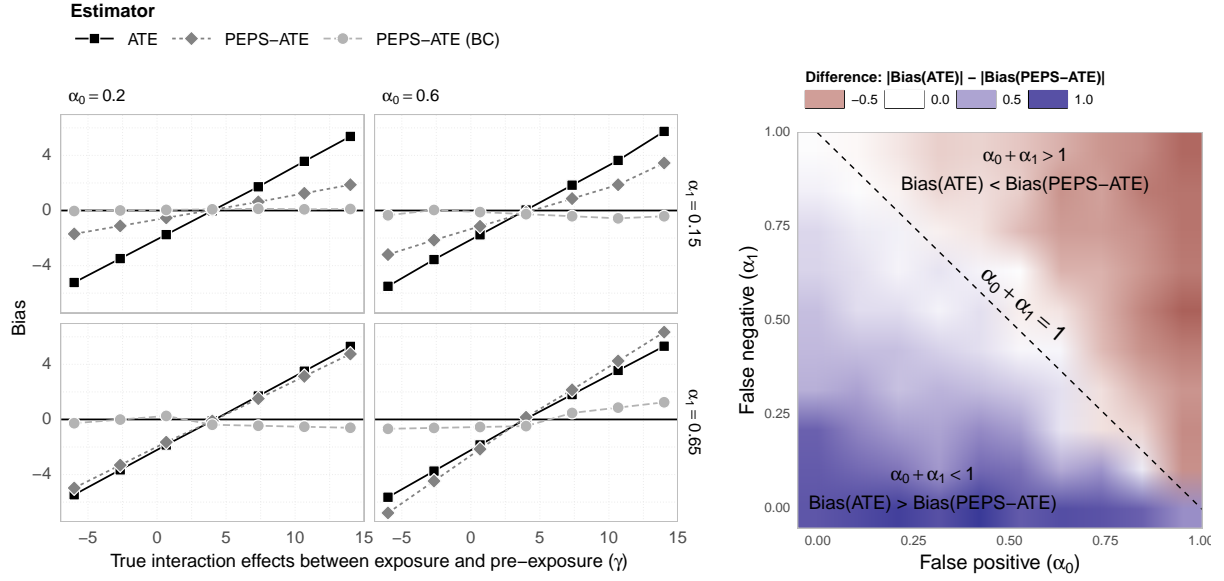 Estimator
ATE PEPS−ATE PEPS−ATE (BC)
α0 = 0.2 α0 = 0.6
4
0
−4
α1 = 0.15
Bias
4
0
−4
α1 = 0.65
−5 0 5 10 15 −5 0 5 10 15
True interaction effects between exposure and pre−exposure (γ)
Difference: |Bias(ATE)| − |Bias(PEPS−ATE)|
−0.5 0.0 0.5 1.0
1.00
α0 + α1 > 1
Bias(ATE) < Bias(PEPS−ATE)
0.75
α0 + α1 = 1
False negative (α1)
0.50
0.25
α0 + α1 < 1
Bias(ATE) > Bias(PEPS−ATE)
0.00
0.00 0.25 0.50 0.75 1.00
False positive (α0)